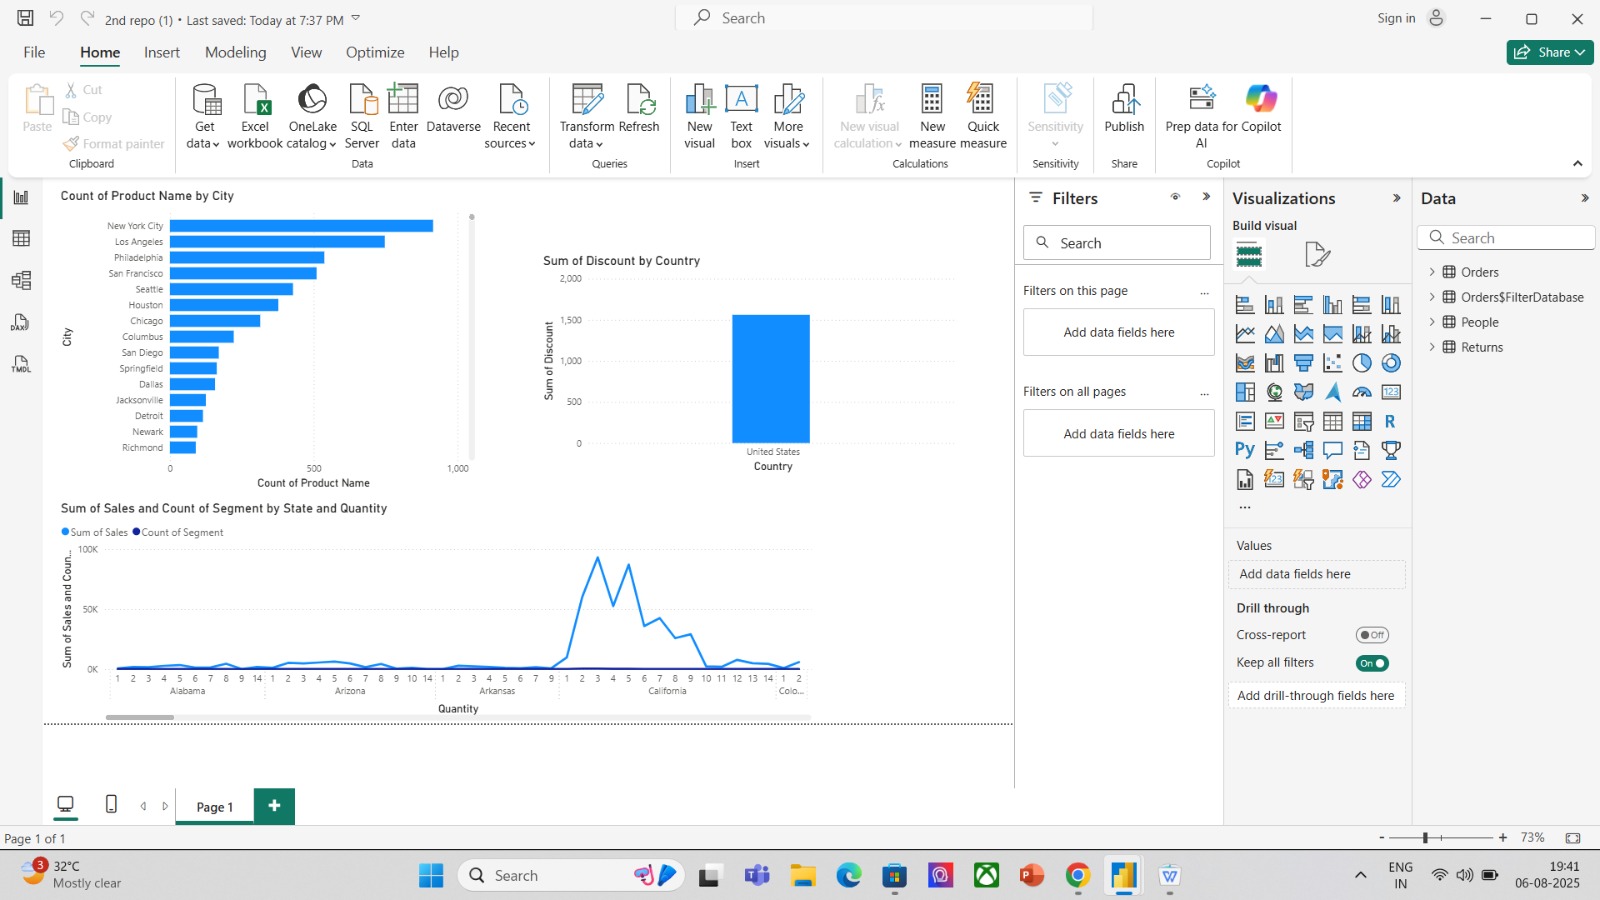 2nd repo (1) • Last saved: Today at 7:37 PM
Search
Sign in
File Home Insert Modeling View Optimize Help
Share
Paste
Cut
Copy
Format painter
Clipboard
Get data
Excel workbook
OneLake catalog
SQL Server
Enter data
Dataverse
Recent sources
Data
Transform data
Refresh
Queries
New visual
Text box
More visuals
Insert
New visual calculation
New measure
Quick measure
Calculations
Sensitivity
Sensitivity
Publish
Share
Prep data for AI
Copilot
Copilot
DAX
TMDL
Count of Product Name by City
City
New York City
Los Angeles
Philadelphia
San Francisco
Seattle
Houston
Chicago
Columbus
San Diego
Springfield
Dallas
Jacksonville
Detroit
Newark
Richmond
0 500 1,000
Count of Product Name
Sum of Discount by Country
Sum of Discount
2,000
1,500
1,000
500
0
United States
Country
Sum of Sales and Count of Segment by State and Quantity
Sum of Sales Count of Segment
Sum of Sales and Coun...
100K
50K
0K
1 2 3 4 5 6 7 8 9 14 1 2 3 4 5 6 7 8 9 10 14 1 2 3 4 5 6 7 9 1 2 3 4 5 6 7 8 9 10 11 12 13 14 1 2
Alabama Arizona Arkansas California Colo...
Quantity
Filters
Search
Filters on this page ...
Add data fields here
Filters on all pages ...
Add data fields here
Visualizations
Build visual
123
R
Py
123
...
Values
Add data fields here
Drill through
Cross-report Off
Keep all filters On
Add drill-through fields here
Data
Search
Orders
Orders$FilterDatabase
People
Returns
Page 1
+
Page 1 of 1
- + 73%
3
32°C
Mostly clear
Search
ENG
IN
19:41
06-08-2025